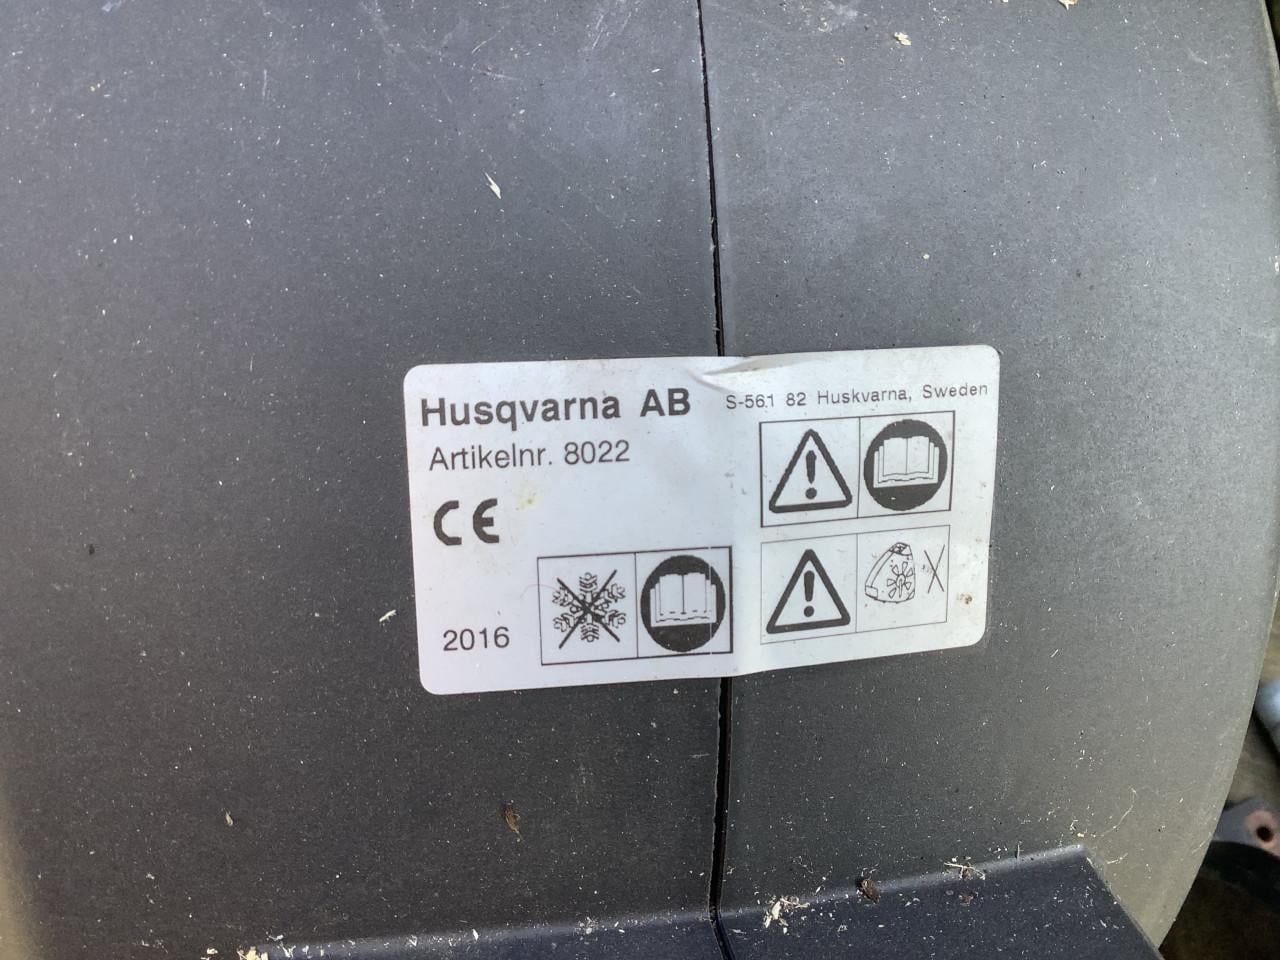 Husqvarna AB
S-561 82 Huskvarna, Sweden
Artikelnr. 8022
CE
2016